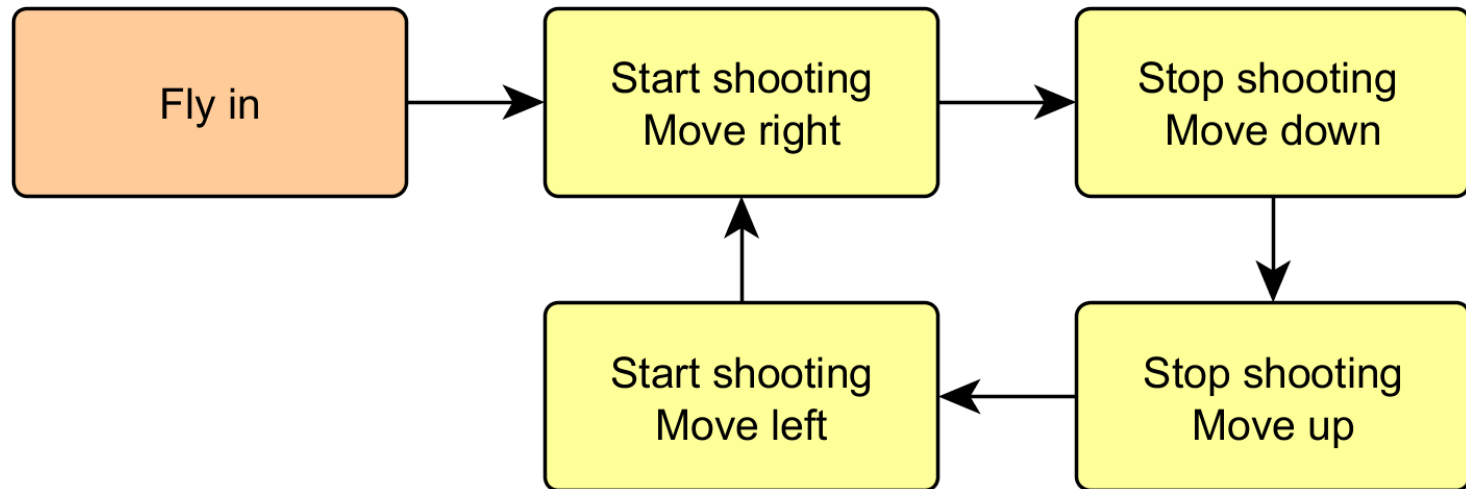 Fly in
Start shooting
Move right
Stop shooting
Move down
Stop shooting
Move up
Start shooting
Move left